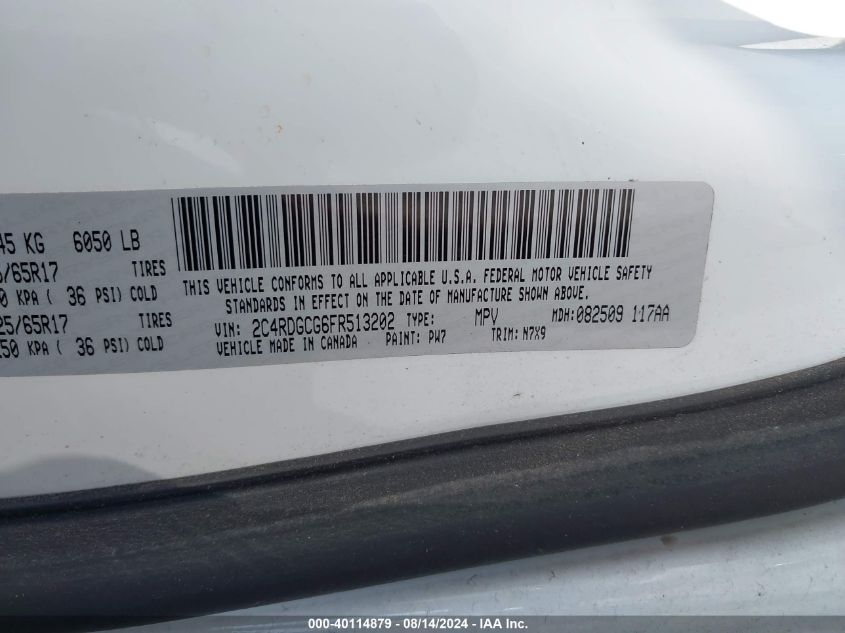 45 KG 6050 LB
/65R17 TIRES
0 KPA ( 36 PSI) COLD
25/65R17 TIRES
250 KPA ( 36 PSI) COLD
THIS VEHICLE CONFORMS TO ALL APPLICABLE U.S.A. FEDERAL MOTOR VEHICLE SAFETY
STANDARDS IN EFFECT ON THE DATE OF MANUFACTURE SHOWN ABOVE.
VIN: 2C4RDGCG6FR513202 TYPE: MPV MDH: 082509 117AA
VEHICLE MADE IN CANADA PAINT: PW7 TRIM: N7X9
000-40114879 - 08/14/2024 - IAA Inc.